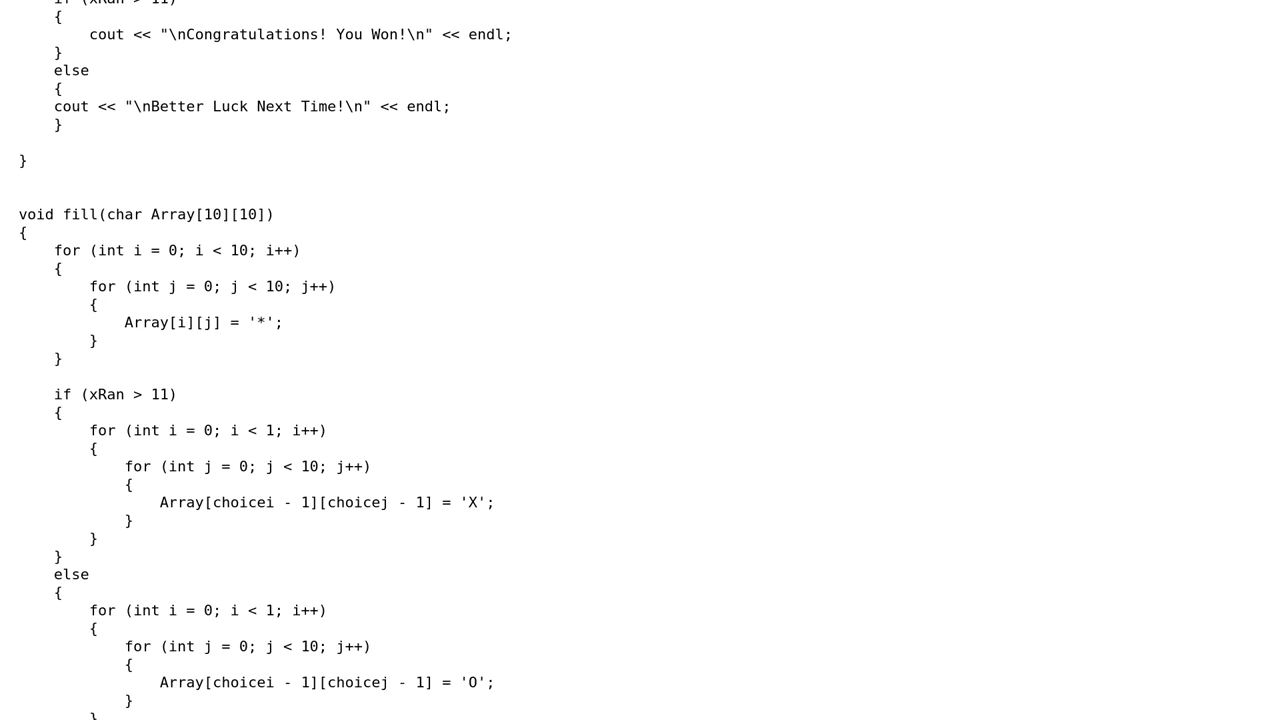 if (xRan > 11)
    {
        cout << "\nCongratulations! You Won!\n" << endl;
    }
    else
    {
    cout << "\nBetter Luck Next Time!\n" << endl;
    }

}


void fill(char Array[10][10])
{
    for (int i = 0; i < 10; i++)
    {
        for (int j = 0; j < 10; j++)
        {
            Array[i][j] = '*';
        }
    }

    if (xRan > 11)
    {
        for (int i = 0; i < 1; i++)
        {
            for (int j = 0; j < 10; j++)
            {
                Array[choicei - 1][choicej - 1] = 'X';
            }
        }
    }
    else
    {
        for (int i = 0; i < 1; i++)
        {
            for (int j = 0; j < 10; j++)
            {
                Array[choicei - 1][choicej - 1] = 'O';
            }
        }